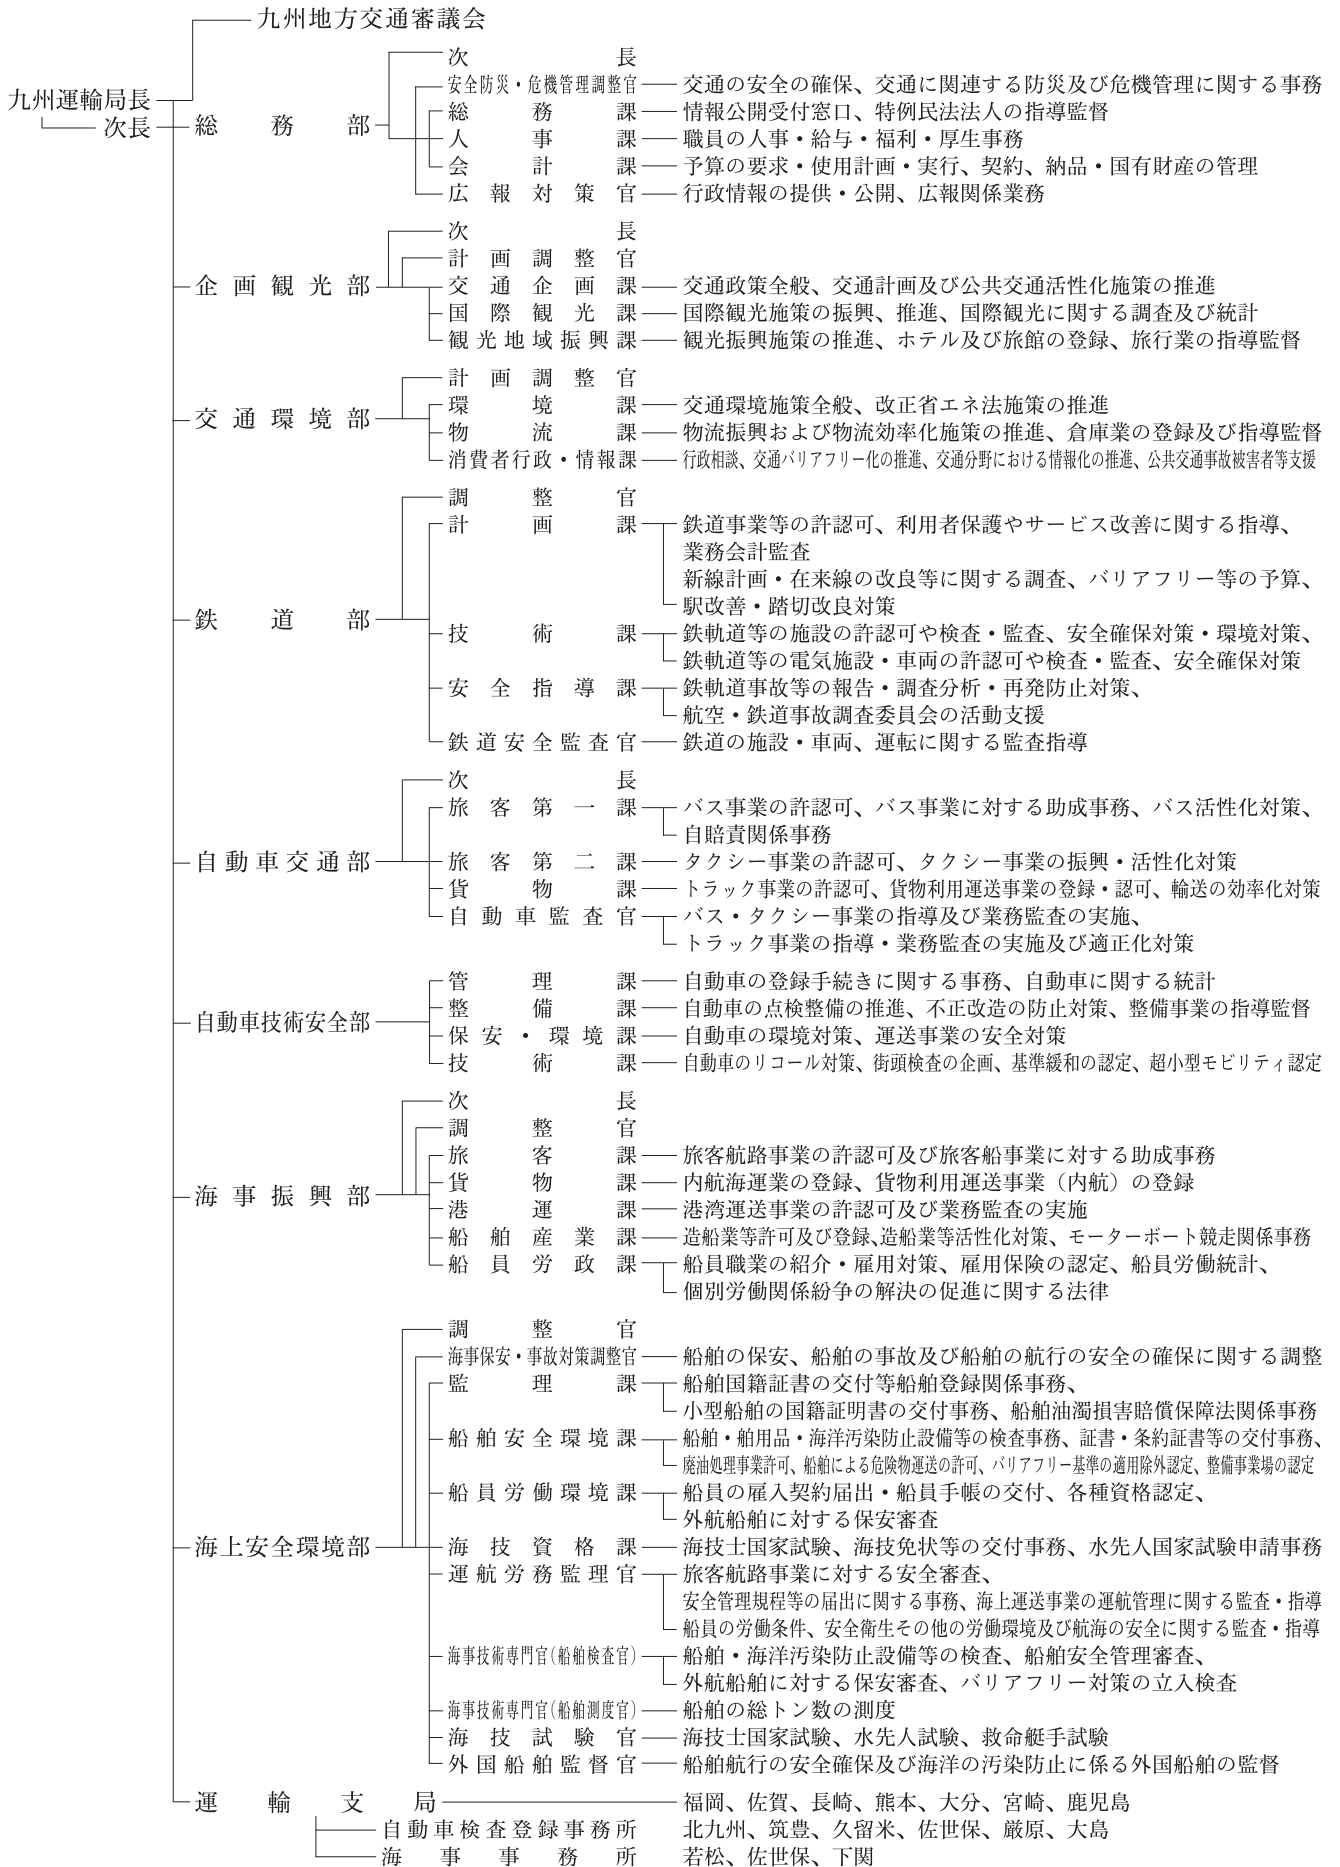 九州地方交通審議会
九州運輸局長
次長
総務部
次長
安全防災・危機管理調整官 交通の安全の確保、交通に関連する防災及び危機管理に関する事務
総務課 情報公開受付窓口、特例民法法人の指導監督
人事課 職員の人事・給与・福利・厚生事務
会計課 予算の要求・使用計画・実行、契約、納品・国有財産の管理
広報対策官 行政情報の提供・公開、広報関係業務
企画観光部
次長
計画調整官
交通企画課 交通政策全般、交通計画及び公共交通活性化施策の推進
国際観光課 国際観光施策の振興、推進、国際観光に関する調査及び統計
観光地域振興課 観光振興施策の推進、ホテル及び旅館の登録、旅行業の指導監督
交通環境部
計画調整官
環境課 交通環境施策全般、改正省エネ法施策の推進
物流課 物流振興および物流効率化施策の推進、倉庫業の登録及び指導監督
消費者行政・情報課 行政相談、交通バリアフリー化の推進、交通分野における情報化の推進、公共交通事故被害者等支援
鉄道部
調整官
計画課 鉄道事業等の許認可、利用者保護やサービス改善に関する指導、
業務会計監査
新線計画・在来線の改良等に関する調査、バリアフリー等の予算、
駅改善・踏切改良対策
技術課 鉄軌道等の施設の許認可や検査・監査、安全確保対策・環境対策、
鉄軌道等の電気施設・車両の許認可や検査・監査、安全確保対策
安全指導課 鉄軌道事故等の報告・調査分析・再発防止対策、
航空・鉄道事故調査委員会の活動支援
鉄道安全監査官 鉄道の施設・車両、運転に関する監査指導
自動車交通部
次長
旅客第一課 バス事業の許認可、バス事業に対する助成事務、バス活性化対策、
自賠責関係事務
旅客第二課 タクシー事業の許認可、タクシー事業の振興・活性化対策
貨物課 トラック事業の許認可、貨物利用運送事業の登録・認可、輸送の効率化対策
自動車監査官 バス・タクシー事業の指導及び業務監査の実施、
トラック事業の指導・業務監査の実施及び適正化対策
自動車技術安全部
管理課 自動車の登録手続きに関する事務、自動車に関する統計
整備課 自動車の点検整備の推進、不正改造の防止対策、整備事業の指導監督
保安・環境課 自動車の環境対策、運送事業の安全対策
技術課 自動車のリコール対策、街頭検査の企画、基準緩和の認定、超小型モビリティ認定
海事振興部
次長
調整官
旅客課 旅客航路事業の許認可及び旅客船事業に対する助成事務
貨物課 内航海運業の登録、貨物利用運送事業（内航）の登録
港運課 港湾運送事業の許認可及び業務監査の実施
船舶産業課 造船業等許可及び登録、造船業等活性化対策、モーターボート競走関係事務
船員労政課 船員職業の紹介・雇用対策、雇用保険の認定、船員労働統計、
個別労働関係紛争の解決の促進に関する法律
海上安全環境部
調整官
海事保安・事故対策調整官 船舶の保安、船舶の事故及び船舶の航行の安全の確保に関する調整
監理課 船舶国籍証書の交付等船舶登録関係事務、
小型船舶の国籍証明書の交付事務、船舶油濁損害賠償保障法関係事務
船舶安全環境課 船舶・舶用品・海洋汚染防止設備等の検査事務、証書・条約証書等の交付事務、
廃油処理事業許可、船舶による危険物運送の許可、バリアフリー基準の適用除外認定、整備事業場の認定
船員労働環境課 船員の雇入契約届出・船員手帳の交付、各種資格認定、
外航船舶に対する保安審査
海技資格課 海技士国家試験、海技免状等の交付事務、水先人国家試験申請事務
運航労務監理官 旅客航路事業に対する安全審査、
安全管理規程等の届出に関する事務、海上運送事業の運航管理に関する監査・指導
船員の労働条件、安全衛生その他の労働環境及び航海の安全に関する監査・指導
海事技術専門官（船舶検査官） 船舶・海洋汚染防止設備等の検査、船舶安全管理審査、
外航船舶に対する保安審査、バリアフリー対策の立入検査
海事技術専門官（船舶測度官） 船舶の総トン数の測度
海技試験官 海技士国家試験、水先人試験、救命艇手試験
外国船舶監督官 船舶航行の安全確保及び海洋の汚染防止に係る外国船舶の監督
運輸支局 福岡、佐賀、長崎、熊本、大分、宮崎、鹿児島
自動車検査登録事務所 北九州、筑豊、久留米、佐世保、厳原、大島
海事事務所 若松、佐世保、下関